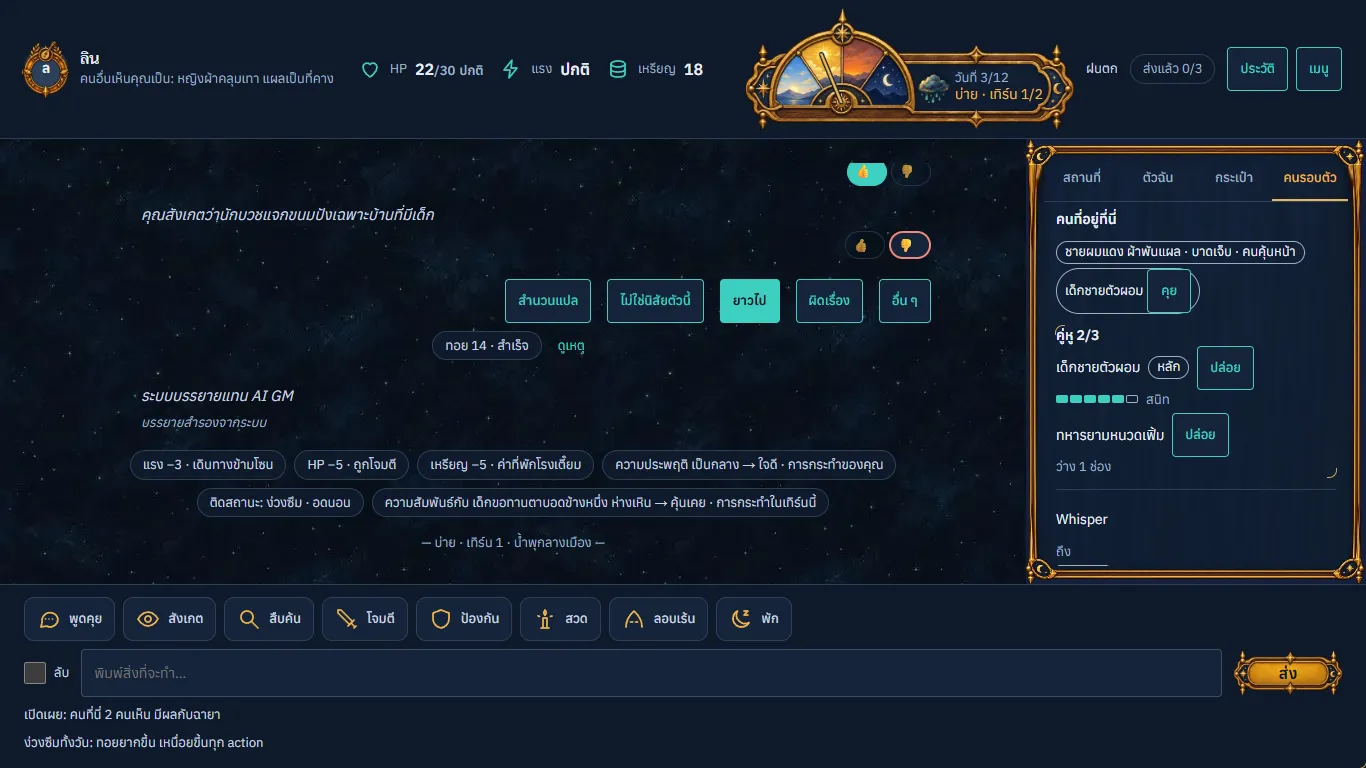 ล
ลิน
คนอื่นเห็นคุณเป็น: หญิงผ้าคลุมเทา แผลเป็นที่คาง
HP 22/30 ปกติ
แรง ปกติ
เหรียญ 18
วันที่ 3/12
บ่าย · เทิร์น 1/2
ฝนตก
ส่งแล้ว 0/3
ประวัติ
เมนู
คุณสังเกตว่านักบวชแจกขนมปังเฉพาะบ้านที่มีเด็ก
สำนวนแปล
ไม่ใช่นิสัยตัวนี้
ยาวไป
ผิดเรื่อง
อื่น ๆ
ทอย 14 · สำเร็จ
ดูเหตุ
ระบบบรรยายแทน AI GM
บรรยายสำรองจากระบบ
แรง −3 · เดินทางข้ามโซน
HP −5 · ถูกโจมตี
เหรียญ −5 · ค่าที่พักโรงเตี๊ยม
ความประพฤติ เป็นกลาง → ใจดี · การกระทำของคุณ
ติดสถานะ: ง่วงซึม · อดนอน
ความสัมพันธ์กับ เด็กขอทานตาบอดข้างหนึ่ง ห่างเหิน → คุ้นเคย · การกระทำในเทิร์นนี้
— บ่าย · เทิร์น 1 · น้ำพุกลางเมือง —
สถานที่
ตัวฉัน
กระเป๋า
คนรอบตัว
คนที่อยู่ที่นี่
ชายผมแดง ผ้าพันแผล · บาดเจ็บ · คนคุ้นหน้า
เด็กชายตัวผอม
คุย
คู่หู 2/3
เด็กชายตัวผอม
หลัก
ปล่อย
สนิท
ทหารยามหนวดเฟิ้ม
ปล่อย
ว่าง 1 ช่อง
Whisper
ถึง
พูดคุย
สังเกต
สืบค้น
โจมตี
ป้องกัน
สวด
ลอบเร้น
พัก
ลับ
พิมพ์สิ่งที่จะทำ…
ส่ง
เปิดเผย: คนที่นี่ 2 คนเห็น มีผลกับฉายา
ง่วงซึมทั้งวัน: ทอยยากขึ้น เหนื่อยขึ้นทุก action